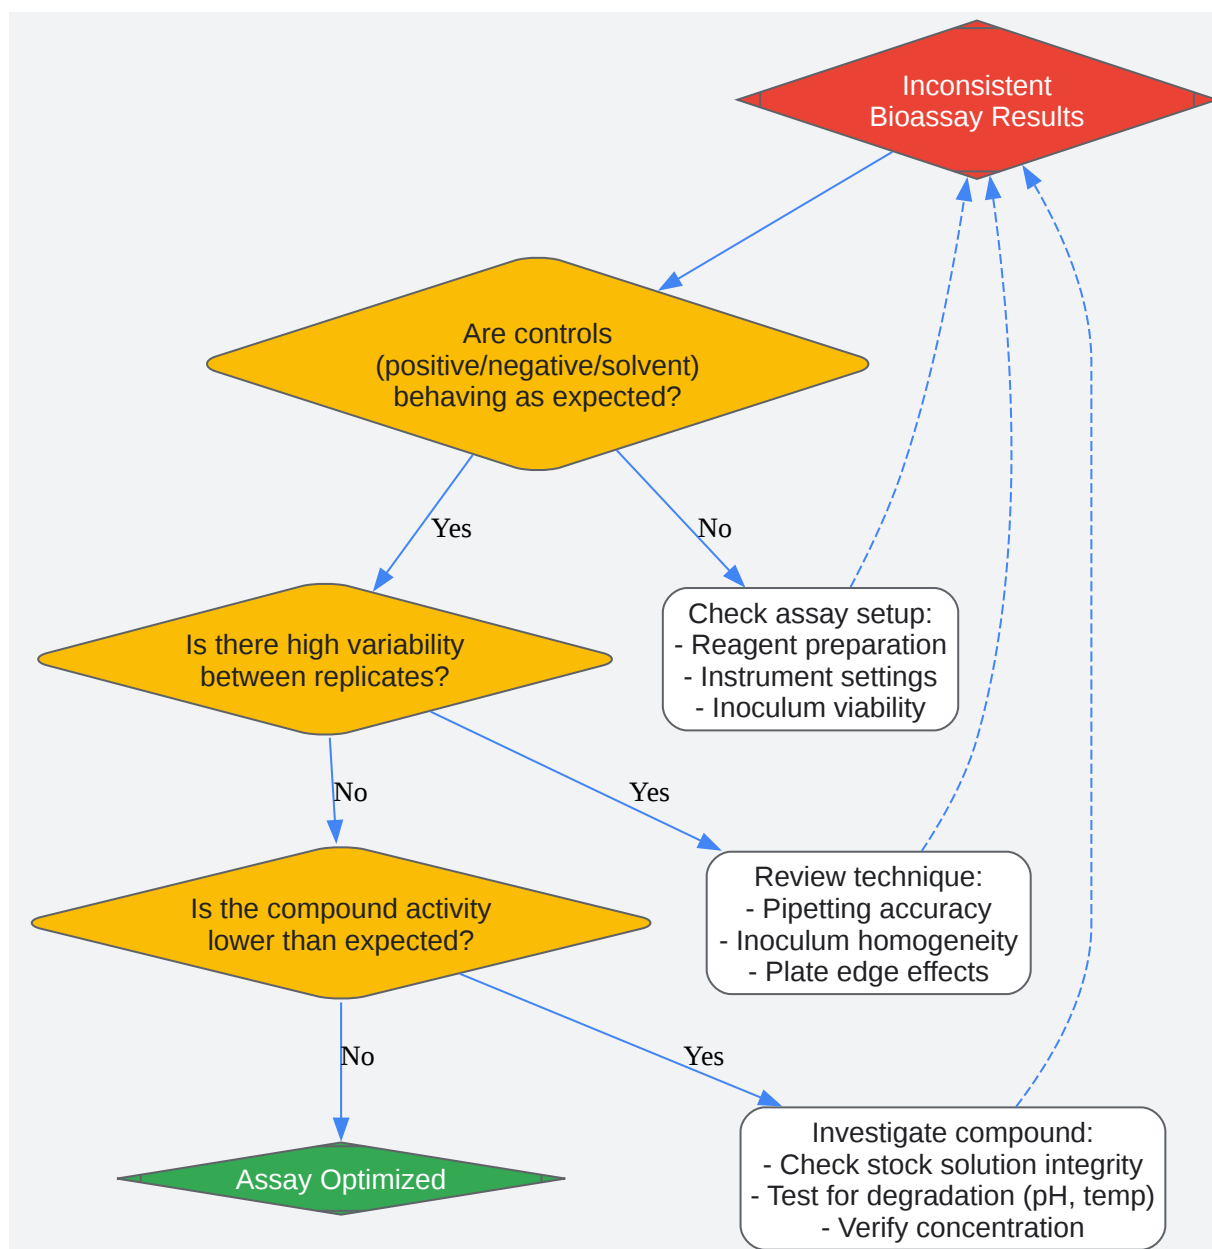 Inconsistent
Bioassay Results
Are controls
(positive/negative/solvent)
behaving as expected?
Yes
No
Is there high variability
between replicates?
Check assay setup:
- Reagent preparation
- Instrument settings
- Inoculum viability
No
Yes
Is the compound activity
lower than expected?
Review technique:
- Pipetting accuracy
- Inoculum homogeneity
- Plate edge effects
No
Yes
Assay Optimized
Investigate compound:
- Check stock solution integrity
- Test for degradation (pH, temp)
- Verify concentration